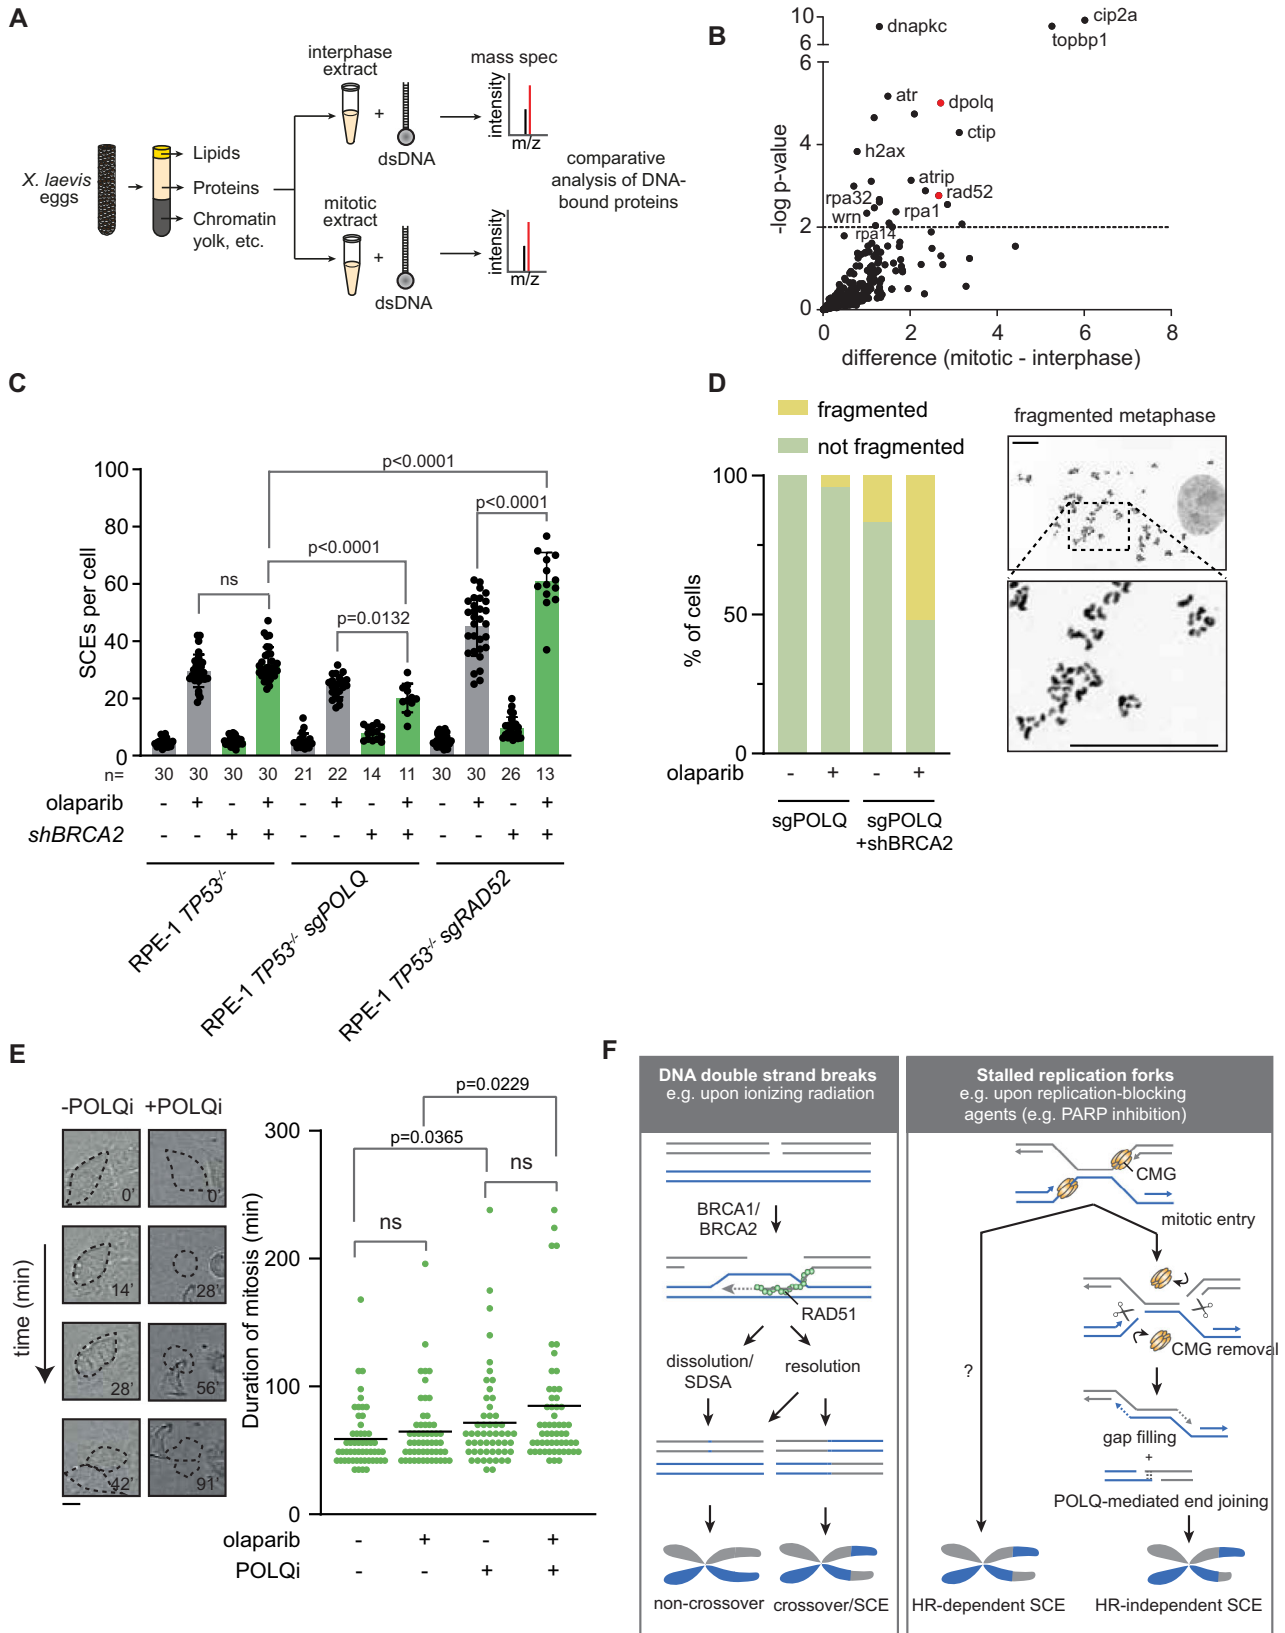 A
interphase
extract
mass spec
+
intensity
m/z
dsDNA
X. laevis
eggs
Lipids
Proteins
Chromatin
yolk, etc.
comparative
analysis of DNA-
bound proteins
mitotic
extract
+
intensity
m/z
dsDNA
B
10
6
6
4
2
0
-log p-value
dnapkc
cip2a
topbp1
atr
dpolq
ctip
h2ax
atrip
rad52
rpa32
rpa1
wrn
rpa14
0 2 4 6 8
difference (mitotic - interphase)
C
100
80
60
40
20
0
SCEs per cell
p<0.0001
p<0.0001
p<0.0001
ns
p=0.0132
n= 30 30 30 30 21 22 14 11 30 30 26 13
olaparib - + - + - + - + - + - +
shBRCA2 - - + + - - + + - - + +
RPE-1 TP53-/-
RPE-1 TP53-/- sgPOLQ
RPE-1 TP53-/- sgRAD52
D
fragmented
not fragmented
fragmented metaphase
100
50
0
% of cells
olaparib - + - +
sgPOLQ
sgPOLQ
+shBRCA2
E
-POLQi +POLQi
0' 0'
14' 28'
28' 56'
42' 91'
time (min)
300
200
100
0
Duration of mitosis (min)
p=0.0229
p=0.0365
ns
ns
olaparib - + - +
POLQi - - + +
F
DNA double strand breaks
e.g. upon ionizing radiation
BRCA1/
BRCA2
RAD51
dissolution/
SDSA
resolution
non-crossover
crossover/SCE
Stalled replication forks
e.g. upon replication-blocking
agents (e.g. PARP inhibition)
CMG
mitotic entry
CMG removal
?
gap filling
+
POLQ-mediated end joining
HR-dependent SCE
HR-independent SCE